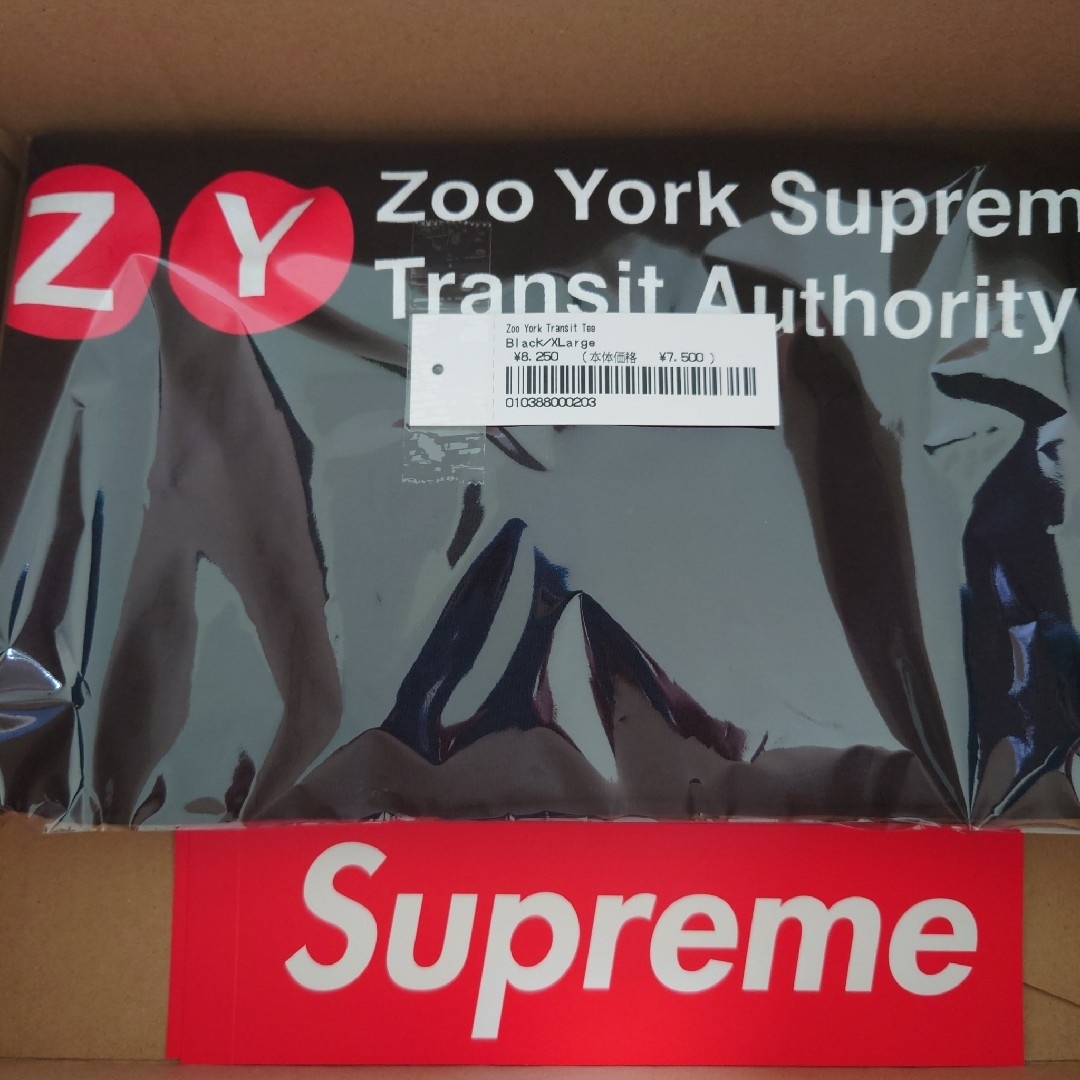 Z Y
Zoo York Suprem
Transit Authority
Zoo York Transit Tee
Black/XLarge
¥8,250 (本体価格 ¥7,500)
010388000203
Supreme